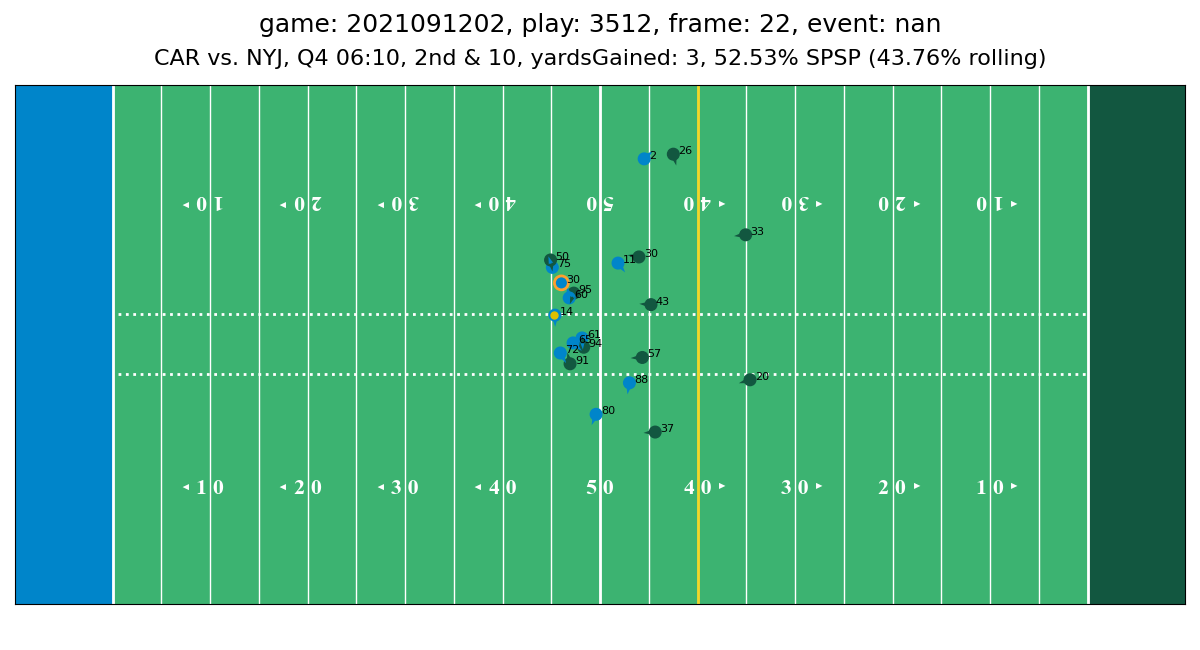 game: 2021091202, play: 3512, frame: 22, event: nan
CAR vs. NYJ, Q4 06:10, 2nd & 10, yardsGained: 3, 52.53% SPSP (43.76% rolling)
2 26
◂ 10 ◂ 20 ◂ 30 ◂ 40 50 40 ▸ 30 ▸ 20 ▸ 10 ▸
33
50 75 11 30
30 95 60 43
14
61 65 94 72 91 57
88 20
80
37
◂ 10 ◂ 20 ◂ 30 ◂ 40 50 40 ▸ 30 ▸ 20 ▸ 10 ▸